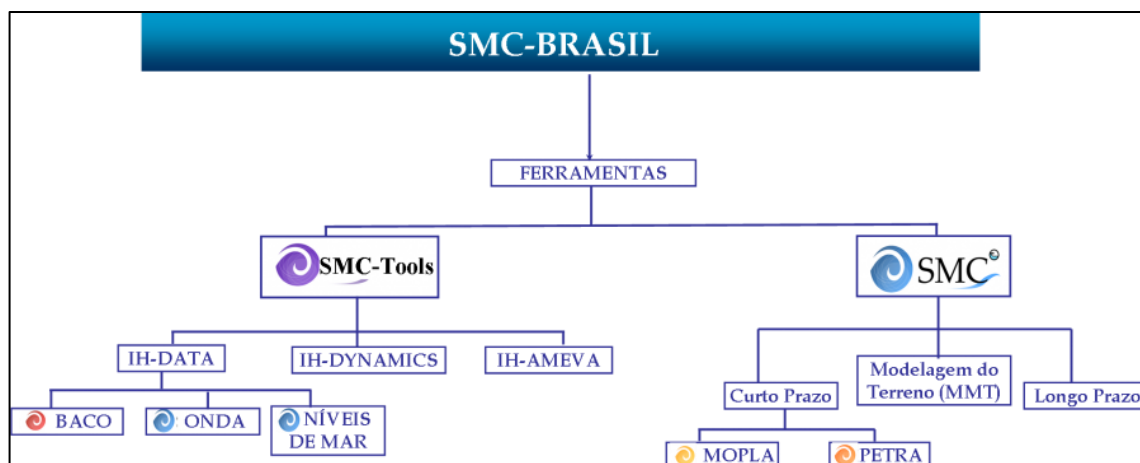 SMC-BRASIL
FERRAMENTAS
SMC-Tools
SMC
IH-DATA
IH-DYNAMICS
IH-AMEVA
BACO
ONDA
NÍVEIS
DE MAR
Curto Prazo
Modelagem do
Terreno (MMT)
Longo Prazo
MOPLA
PETRA